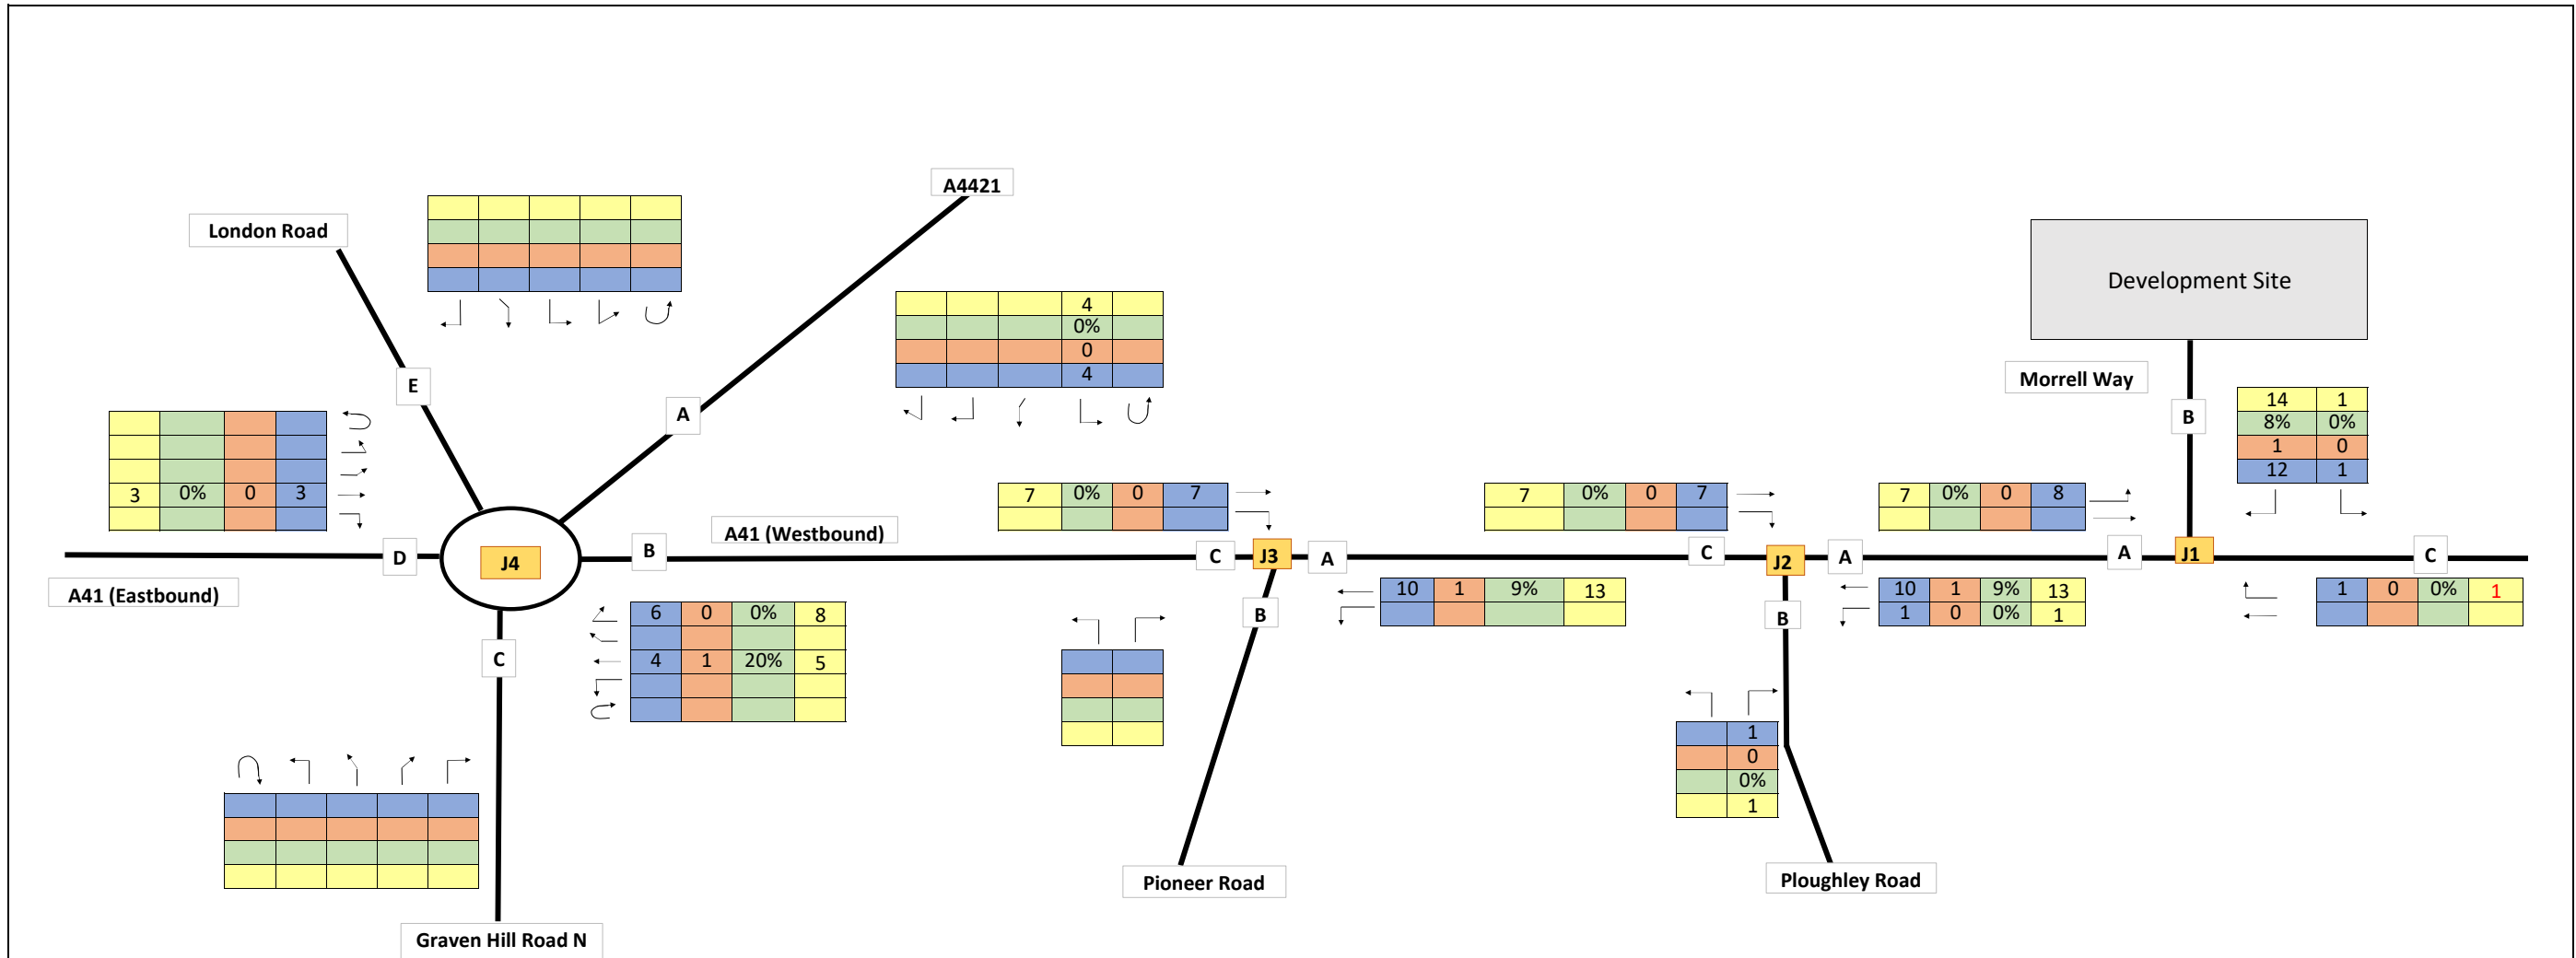 A4421
London Road
Development Site
4
0%
0
4
Morrell Way
E
A
B
14 1
8% 0%
1 0
12 1
3 0% 0 3
7 0% 0 7
7 0% 0 7
7 0% 0 8
A41 (Westbound)
D
J4
B
C
J3
A
C
J2
A
A
J1
C
A41 (Eastbound)
10 1 9% 13
10 1 9% 13
1 0 0% 1
1 0 0% 1
6 0 0% 8
4 1 20% 5
C
B
B
1
0
0%
1
Pioneer Road
Ploughley Road
Graven Hill Road N